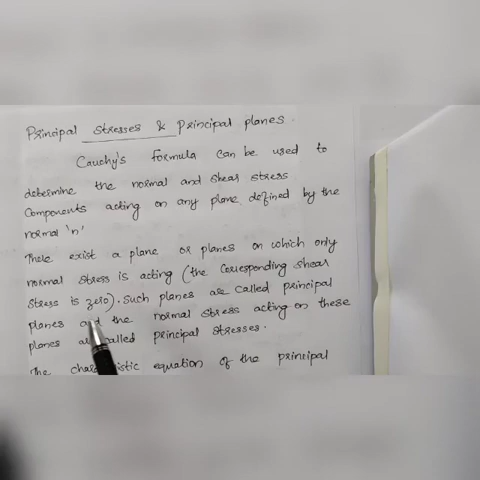 Principal stresses & Principal planes.
Cauchy's formula can be used to
determine the normal and shear stress
Components acting on any plane defined by the
normal 'n'
There exist a plane or planes on which only
normal stress is acting (the corresponding shear
stress is zero). Such planes are called principal
planes and the normal stress acting on these
planes called principal stresses.
The equation of the principal